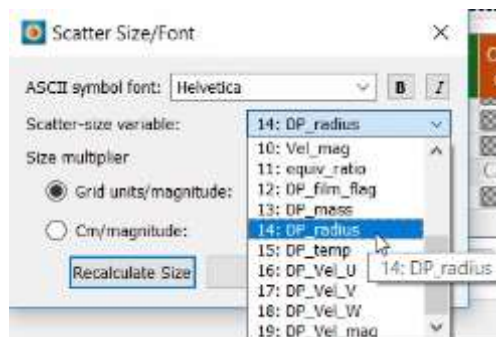 Scatter Size/Font
ASCII symbol font: Helvetica B I
Scatter-size variable: 14: DP_radius
10: Vel_mag
Size multiplier
11: equiv_ratio
Grid units/magnitude:
12: DP_film_flag
13: DP_mass
14: DP_radius
Cm/magnitude:
15: DP_temp
14: DP_radius
Recalculate Size
16: DP_Vel_U
17: DP_Vel_V
18: DP_Vel_W
19: DP_Vel_mag